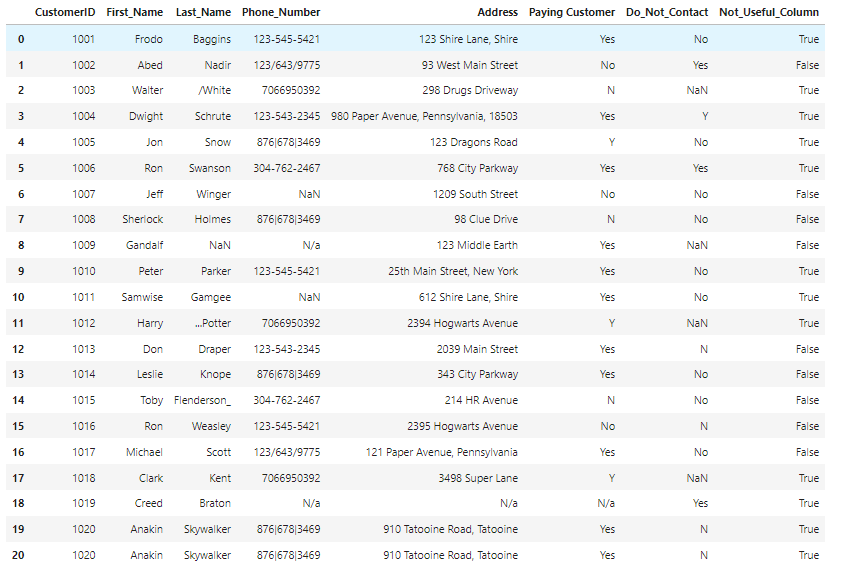 CustomerID First_Name Last_Name Phone_Number Address Paying Customer Do_Not_Contact Not_Useful_Column
0 1001 Frodo Baggins 123-545-5421 123 Shire Lane, Shire Yes No True
1 1002 Abed Nadir 123/643/9775 93 West Main Street No Yes False
2 1003 Walter /White 7066950392 298 Drugs Driveway N NaN True
3 1004 Dwight Schrute 123-543-2345 980 Paper Avenue, Pennsylvania, 18503 Yes Y True
4 1005 Jon Snow 876|678|3469 123 Dragons Road Y No True
5 1006 Ron Swanson 304-762-2467 768 City Parkway Yes Yes True
6 1007 Jeff Winger NaN 1209 South Street No No False
7 1008 Sherlock Holmes 876|678|3469 98 Clue Drive N No False
8 1009 Gandalf NaN N/a 123 Middle Earth Yes NaN False
9 1010 Peter Parker 123-545-5421 25th Main Street, New York Yes No True
10 1011 Samwise Gamgee NaN 612 Shire Lane, Shire Yes No True
11 1012 Harry ...Potter 7066950392 2394 Hogwarts Avenue Y NaN True
12 1013 Don Draper 123-543-2345 2039 Main Street Yes N False
13 1014 Leslie Knope 876|678|3469 343 City Parkway Yes No False
14 1015 Toby Flenderson_ 304-762-2467 214 HR Avenue N No False
15 1016 Ron Weasley 123-545-5421 2395 Hogwarts Avenue No N False
16 1017 Michael Scott 123/643/9775 121 Paper Avenue, Pennsylvania Yes No False
17 1018 Clark Kent 7066950392 3498 Super Lane Y NaN True
18 1019 Creed Braton N/a N/a N/a Yes True
19 1020 Anakin Skywalker 876|678|3469 910 Tatooine Road, Tatooine Yes N True
20 1020 Anakin Skywalker 876|678|3469 910 Tatooine Road, Tatooine Yes N True